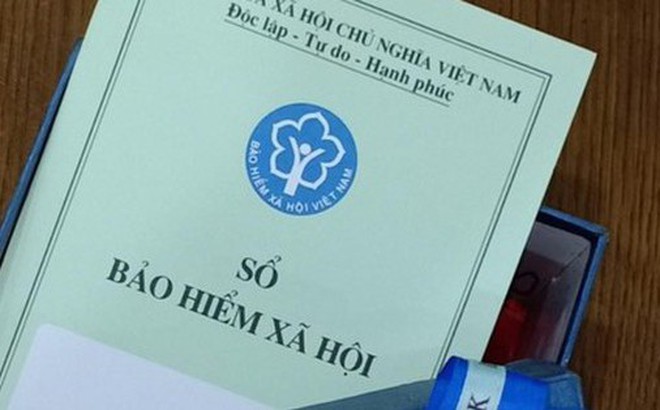 XÃ HỘI CHỦ NGHĨA VIỆT NAM
Độc lập - Tự do - Hạnh phúc
BẢO HIỂM XÃ HỘI VIỆT NAM
SỔ
BẢO HIỂM XÃ HỘI
K